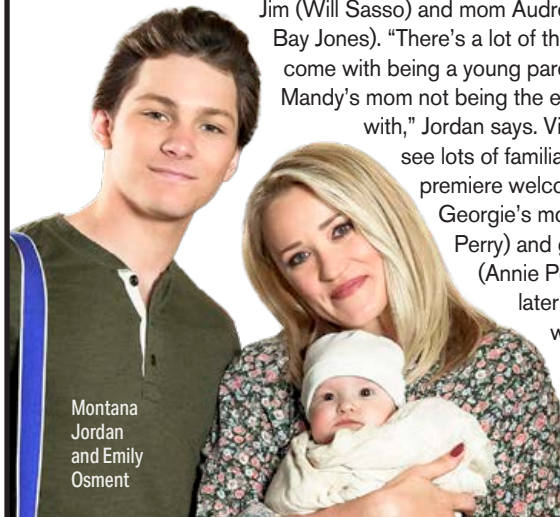 Jim (Will Sasso) and mom Audre
Bay Jones). “There’s a lot of th
come with being a young pare
Mandy’s mom not being the e
with,” Jordan says. Vi
see lots of familia
premiere welco
Georgie’s mo
Perry) and g
(Annie P
later
w
Montana
Jordan
and Emily
Osment